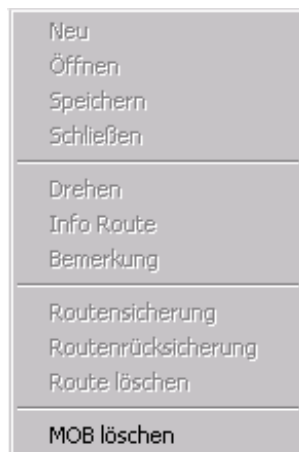 Neu
Öffnen
Speichern
Schließen
Drehen
Info Route
Bemerkung
Routensicherung
Routenrücksicherung
Route löschen
MOB löschen